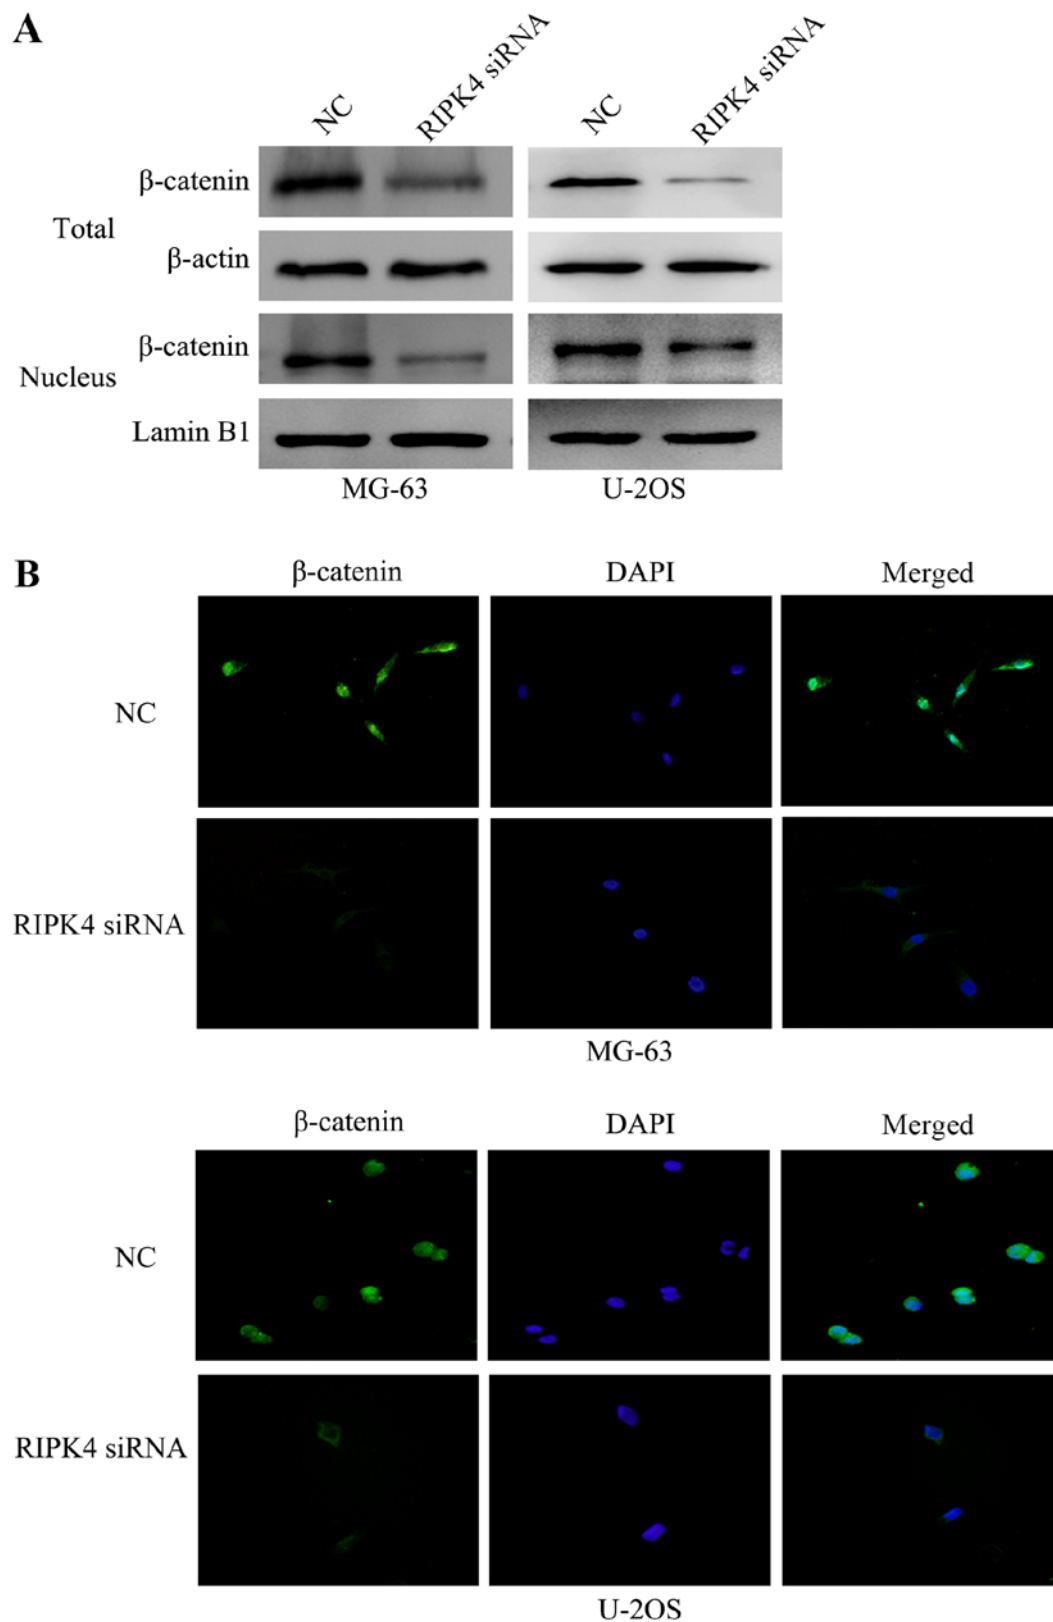 A
NC
RIPK4 siRNA
NC
RIPK4 siRNA
Total
β-catenin
β-actin
Nucleus
β-catenin
Lamin B1
MG-63
U-2OS
B
β-catenin
DAPI
Merged
NC
RIPK4 siRNA
MG-63
β-catenin
DAPI
Merged
NC
RIPK4 siRNA
U-2OS